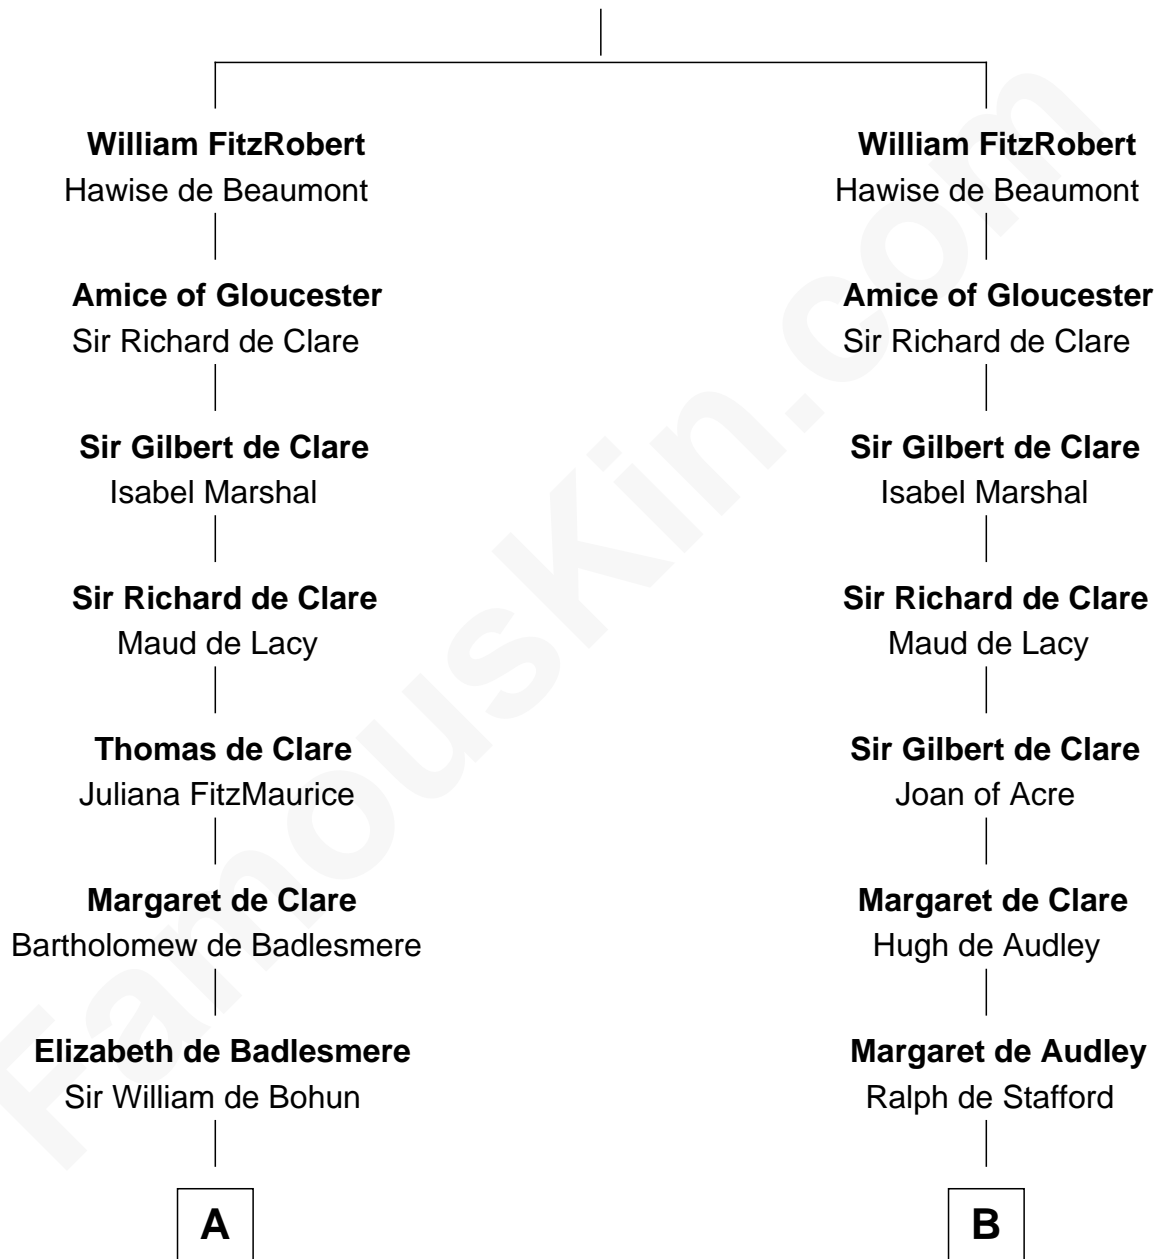 William FitzRobert
Hawise de Beaumont
Amice of Gloucester
Sir Richard de Clare
Sir Gilbert de Clare
Isabel Marshal
Sir Richard de Clare
Maud de Lacy
Thomas de Clare
Juliana FitzMaurice
Margaret de Clare
Bartholomew de Badlesmere
Elizabeth de Badlesmere
Sir William de Bohun
A
William FitzRobert
Hawise de Beaumont
Amice of Gloucester
Sir Richard de Clare
Sir Gilbert de Clare
Isabel Marshal
Sir Richard de Clare
Maud de Lacy
Sir Gilbert de Clare
Joan of Acre
Margaret de Clare
Hugh de Audley
Margaret de Audley
Ralph de Stafford
B
FamousKin.com